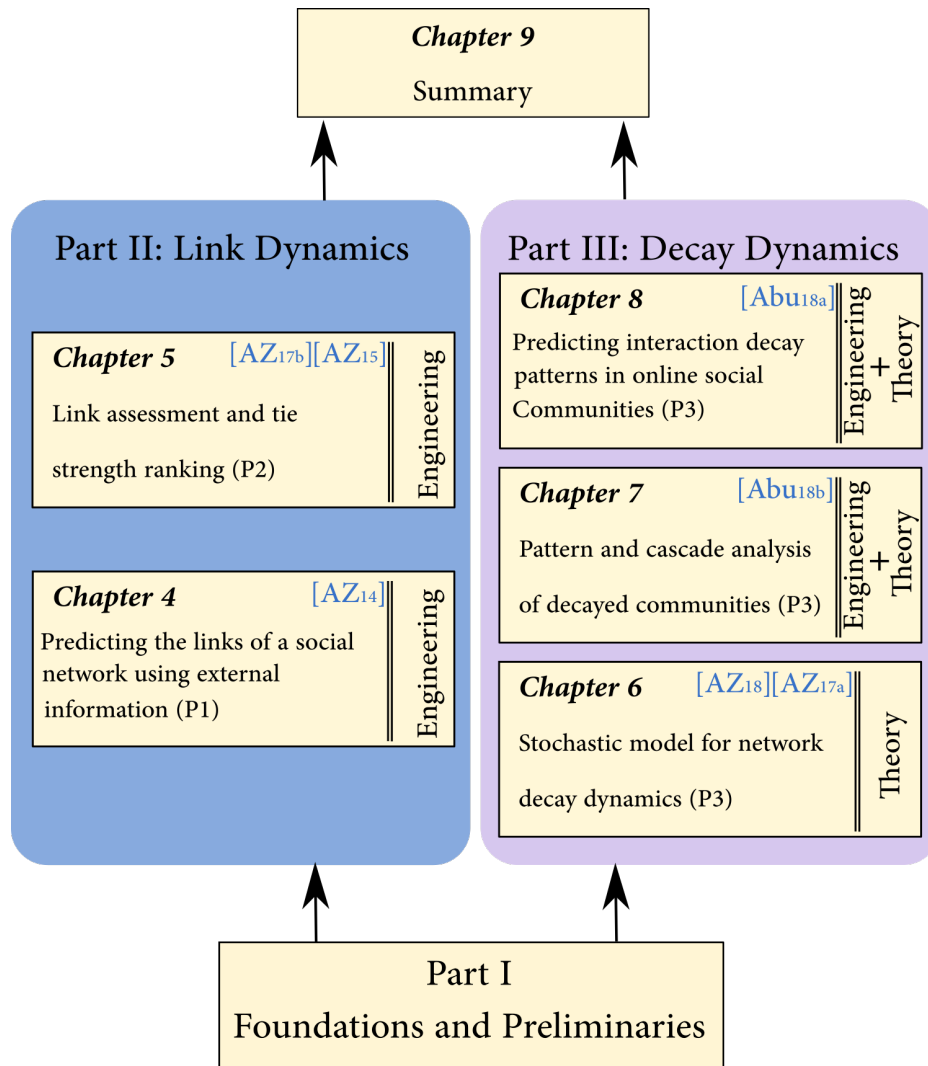 Chapter 9
Summary
Part II: Link Dynamics
Chapter 5 [AZ17b][AZ15]
Link assessment and tie
strength ranking (P2)
Engineering
Chapter 4 [AZ14]
Predicting the links of a social
network using external
information (P1)
Engineering
Part III: Decay Dynamics
Chapter 8 [Abu18a]
Predicting interaction decay
patterns in online social
Communities (P3)
Engineering
+
Theory
Chapter 7 [Abu18b]
Pattern and cascade analysis
of decayed communities (P3)
Engineering
+
Theory
Chapter 6 [AZ18][AZ17a]
Stochastic model for network
decay dynamics (P3)
Theory
Part I
Foundations and Preliminaries